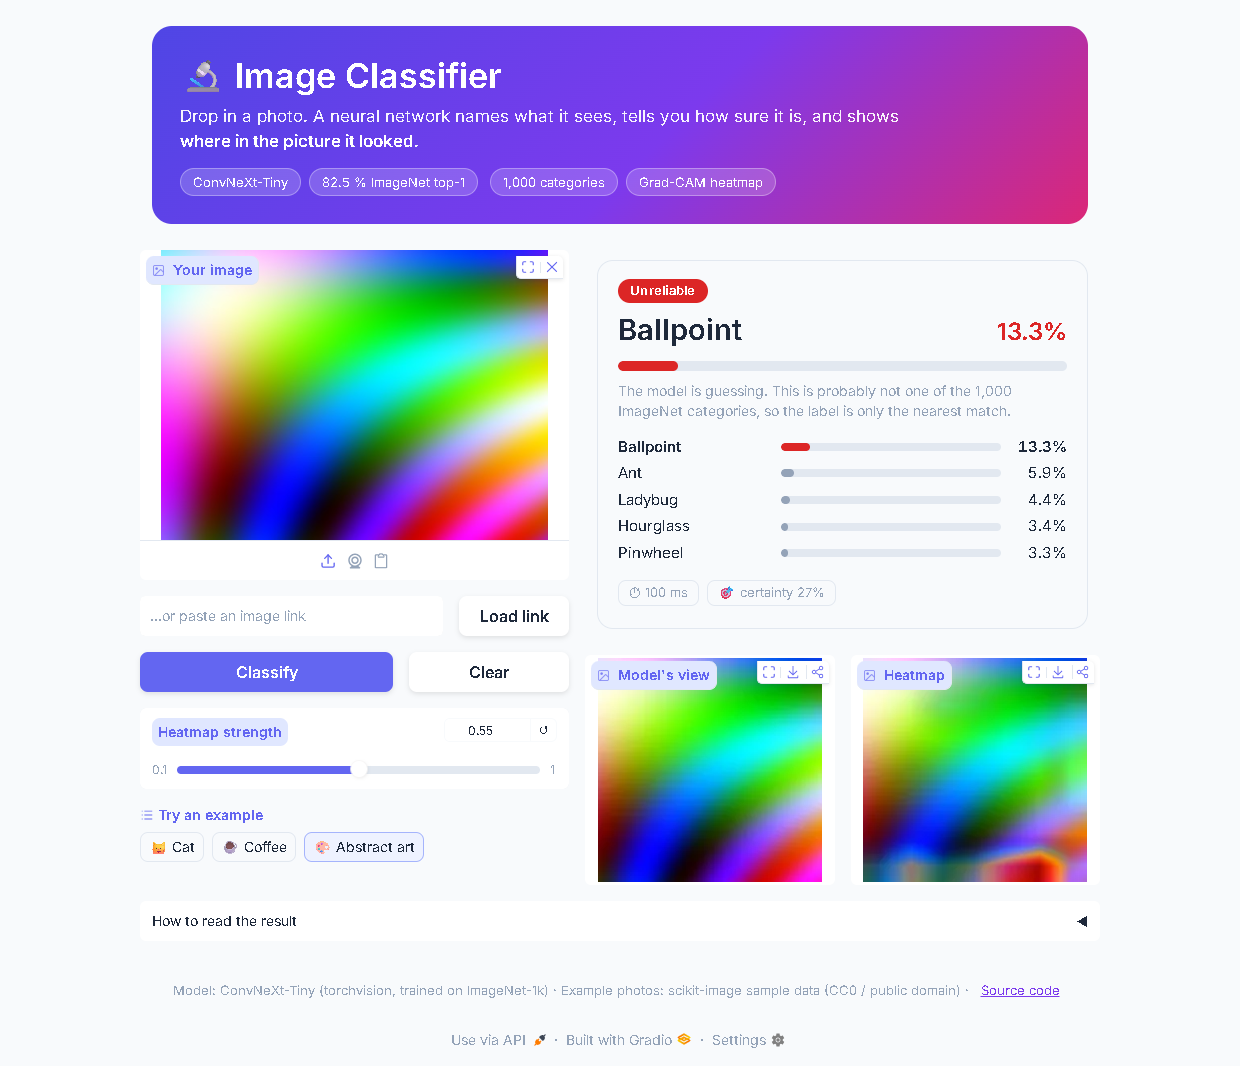 Image Classifier
Drop in a photo. A neural network names what it sees, tells you how sure it is, and shows
where in the picture it looked.
ConvNeXt-Tiny
82.5 % ImageNet top-1
1,000 categories
Grad-CAM heatmap
Your image
...or paste an image link
Load link
Classify
Clear
Heatmap strength
0.55
0.1
1
Try an example
Cat
Coffee
Abstract art
Unreliable
Ballpoint
13.3%
The model is guessing. This is probably not one of the 1,000
ImageNet categories, so the label is only the nearest match.
Ballpoint 13.3%
Ant 5.9%
Ladybug 4.4%
Hourglass 3.4%
Pinwheel 3.3%
100 ms
certainty 27%
Model's view
Heatmap
How to read the result
Model: ConvNeXt-Tiny (torchvision, trained on ImageNet-1k) · Example photos: scikit-image sample data (CC0 / public domain) · Source code
Use via API · Built with Gradio · Settings